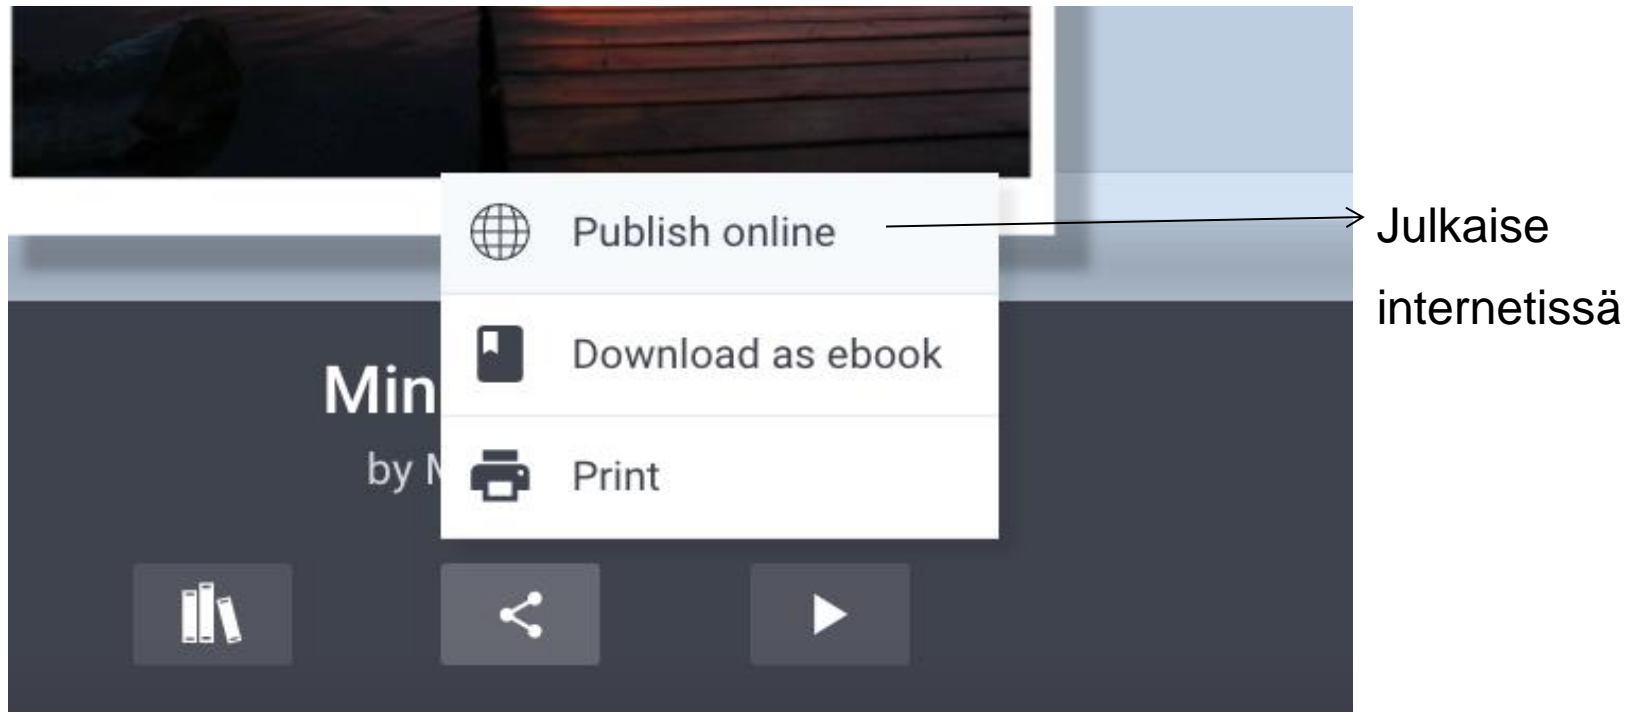 Publish online
Julkaise
internetissä
Download as ebook
Min
by
Print